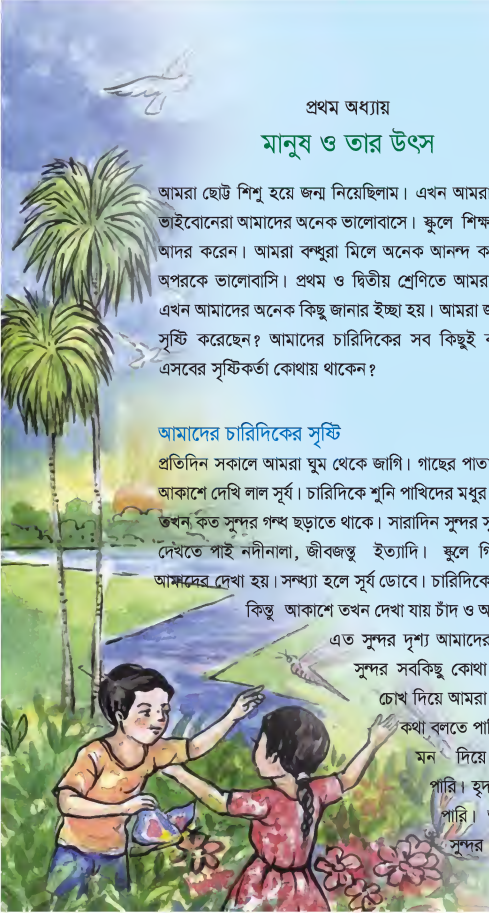 প্রথম অধ্যায়
মানুষ ও তার উৎস
আমরা ছোট্ট শিশু হয়ে জন্ম নিয়েছিলাম। এখন আমরা
ভাইবোনেরা আমাদের অনেক ভালোবাসে। স্কুলে শিক্ষ
আদর করেন। আমরা বন্ধুরা মিলে অনেক আনন্দ ক
অপরকে ভালোবাসি। প্রথম ও দ্বিতীয় শ্রেণিতে আমরা
এখন আমাদের অনেক কিছু জানার ইচ্ছা হয়। আমরা জ
সৃষ্টি করেছেন? আমাদের চারিদিকের সব কিছুই ব
এসবের সৃষ্টিকর্তা কোথায় থাকেন?
আমাদের চারিদিকের সৃষ্টি
প্রতিদিন সকালে আমরা ঘুম থেকে জাগি। গাছের পাত
আকাশে দেখি লাল সূর্য। চারিদিকে শুনি পাখিদের মধুর
তখন কত সুন্দর গন্ধ ছড়াতে থাকে। সারাদিন সুন্দর সূ
দেখতে পাই নদীনালা, জীবজন্তু ইত্যাদি। স্কুলে গি
আমাদের দেখা হয়। সন্ধ্যা হলে সূর্য ডোবে। চারিদিকে
কিন্তু আকাশে তখন দেখা যায় চাঁদ ও অ
এত সুন্দর দৃশ্য আমাদের
সুন্দর সবকিছু কোথা
চোখ দিয়ে আমরা
কথা বলতে পারি
মন দিয়ে
পারি। হৃদ
পারি।
সুন্দর